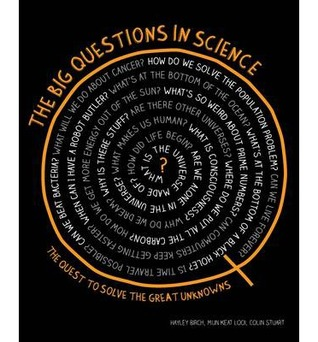 THE BIG QUESTIONS IN SCIENCE
WHAT IS THE UNIVERSE MADE OF?
HOW DID LIFE BEGIN?
ARE WE ALONE IN THE UNIVERSE?
WHAT MAKES US HUMAN?
WHAT IS CONSCIOUSNESS?
WHY DO WE DREAM?
WHY IS THERE STUFF?
ARE THERE OTHER UNIVERSES?
WHERE DO WE PUT ALL THE CARBON?
HOW DO WE GET MORE ENERGY OUT OF THE SUN?
WHAT'S SO WEIRD ABOUT PRIME NUMBERS?
CAN COMPUTERS KEEP GETTING FASTER?
WHEN CAN I HAVE A ROBOT BUTLER?
WHAT'S AT THE BOTTOM OF THE OCEAN?
WHAT'S AT THE BOTTOM OF A BLACK HOLE?
IS TIME TRAVEL POSSIBLE?
CAN WE BEAT BACTERIA?
WHAT WILL WE DO ABOUT CANCER?
HOW DO WE SOLVE THE POPULATION PROBLEM?
CAN WE LIVE FOREVER?
?
THE QUEST TO SOLVE THE GREAT UNKNOWNS
HAYLEY BIRCH, MUN KEAT LOOI, COLIN STUART